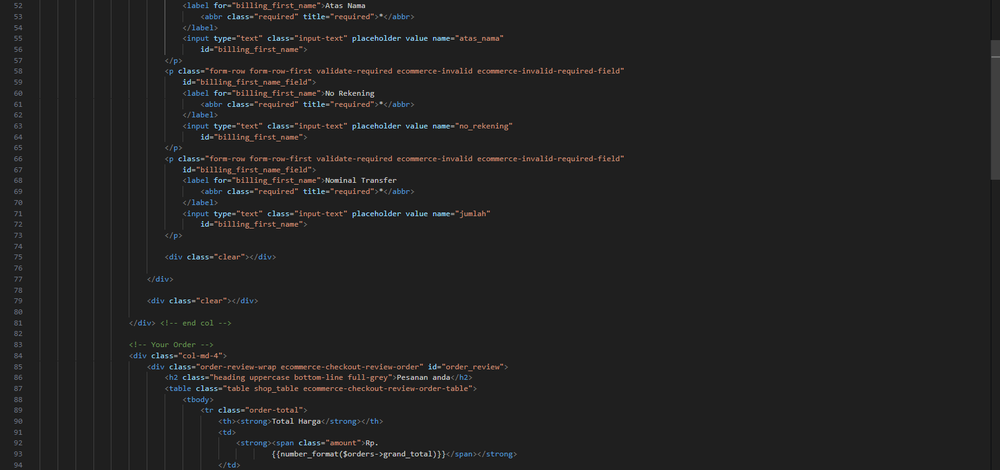 52 <label for="billing_first_name">Atas Nama
53 <abbr class="required" title="required">*</abbr>
54 </label>
55 <input type="text" class="input-text" placeholder value name="atas_nama"
56 id="billing_first_name">
57 </p>
58 <p class="form-row form-row-first validate-required ecommerce-invalid ecommerce-invalid-required-field"
59 id="billing_first_name_field">
60 <label for="billing_first_name">No Rekening
61 <abbr class="required" title="required">*</abbr>
62 </label>
63 <input type="text" class="input-text" placeholder value name="no_rekening"
64 id="billing_first_name">
65 </p>
66 <p class="form-row form-row-first validate-required ecommerce-invalid ecommerce-invalid-required-field"
67 id="billing_first_name_field">
68 <label for="billing_first_name">Nominal Transfer
69 <abbr class="required" title="required">*</abbr>
70 </label>
71 <input type="text" class="input-text" placeholder value name="jumlah"
72 id="billing_first_name">
73 </p>
74
75 <div class="clear"></div>
76
77 </div>
78
79 <div class="clear"></div>
80
81 </div> <!-- end col -->
82
83 <!-- Your Order -->
84 <div class="col-md-4">
85 <div class="order-review-wrap ecommerce-checkout-review-order" id="order_review">
86 <h2 class="heading uppercase bottom-line full-grey">Pesanan anda</h2>
87 <table class="table shop_table ecommerce-checkout-review-order-table">
88 <tbody>
89 <tr class="order-total">
90 <th><strong>Total Harga</strong></th>
91 <td>
92 <strong><span class="amount">Rp.
93 {{number_format($orders->grand_total)}}</span></strong>
94 </td>